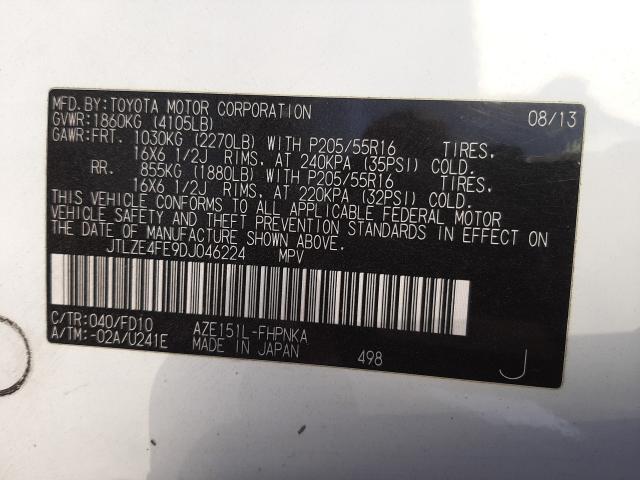 MFD. BY: TOYOTA MOTOR CORPORATION 08/13
GVWR: 1860KG (4105LB)
GAWR: FRT. 1030KG (2270LB) WITH P205/55R16 TIRES.
16X6 1/2J RIMS. AT 240KPA (35PSI) COLD.
RR. 855KG (1880LB) WITH P205/55R16 TIRES.
16X6 1/2J RIMS. AT 220KPA (32PSI) COLD.
THIS VEHICLE CONFORMS TO ALL APPLICABLE FEDERAL MOTOR
VEHICLE SAFETY AND THEFT PREVENTION STANDARDS IN EFFECT ON
THE DATE OF MANUFACTURE SHOWN ABOVE.
JTLZE4FE9DJ046224 MPV
C/TR: 040/FD10 AZE151L-FHPNKA
A/TM: -02A/U241E MADE IN JAPAN 498 J